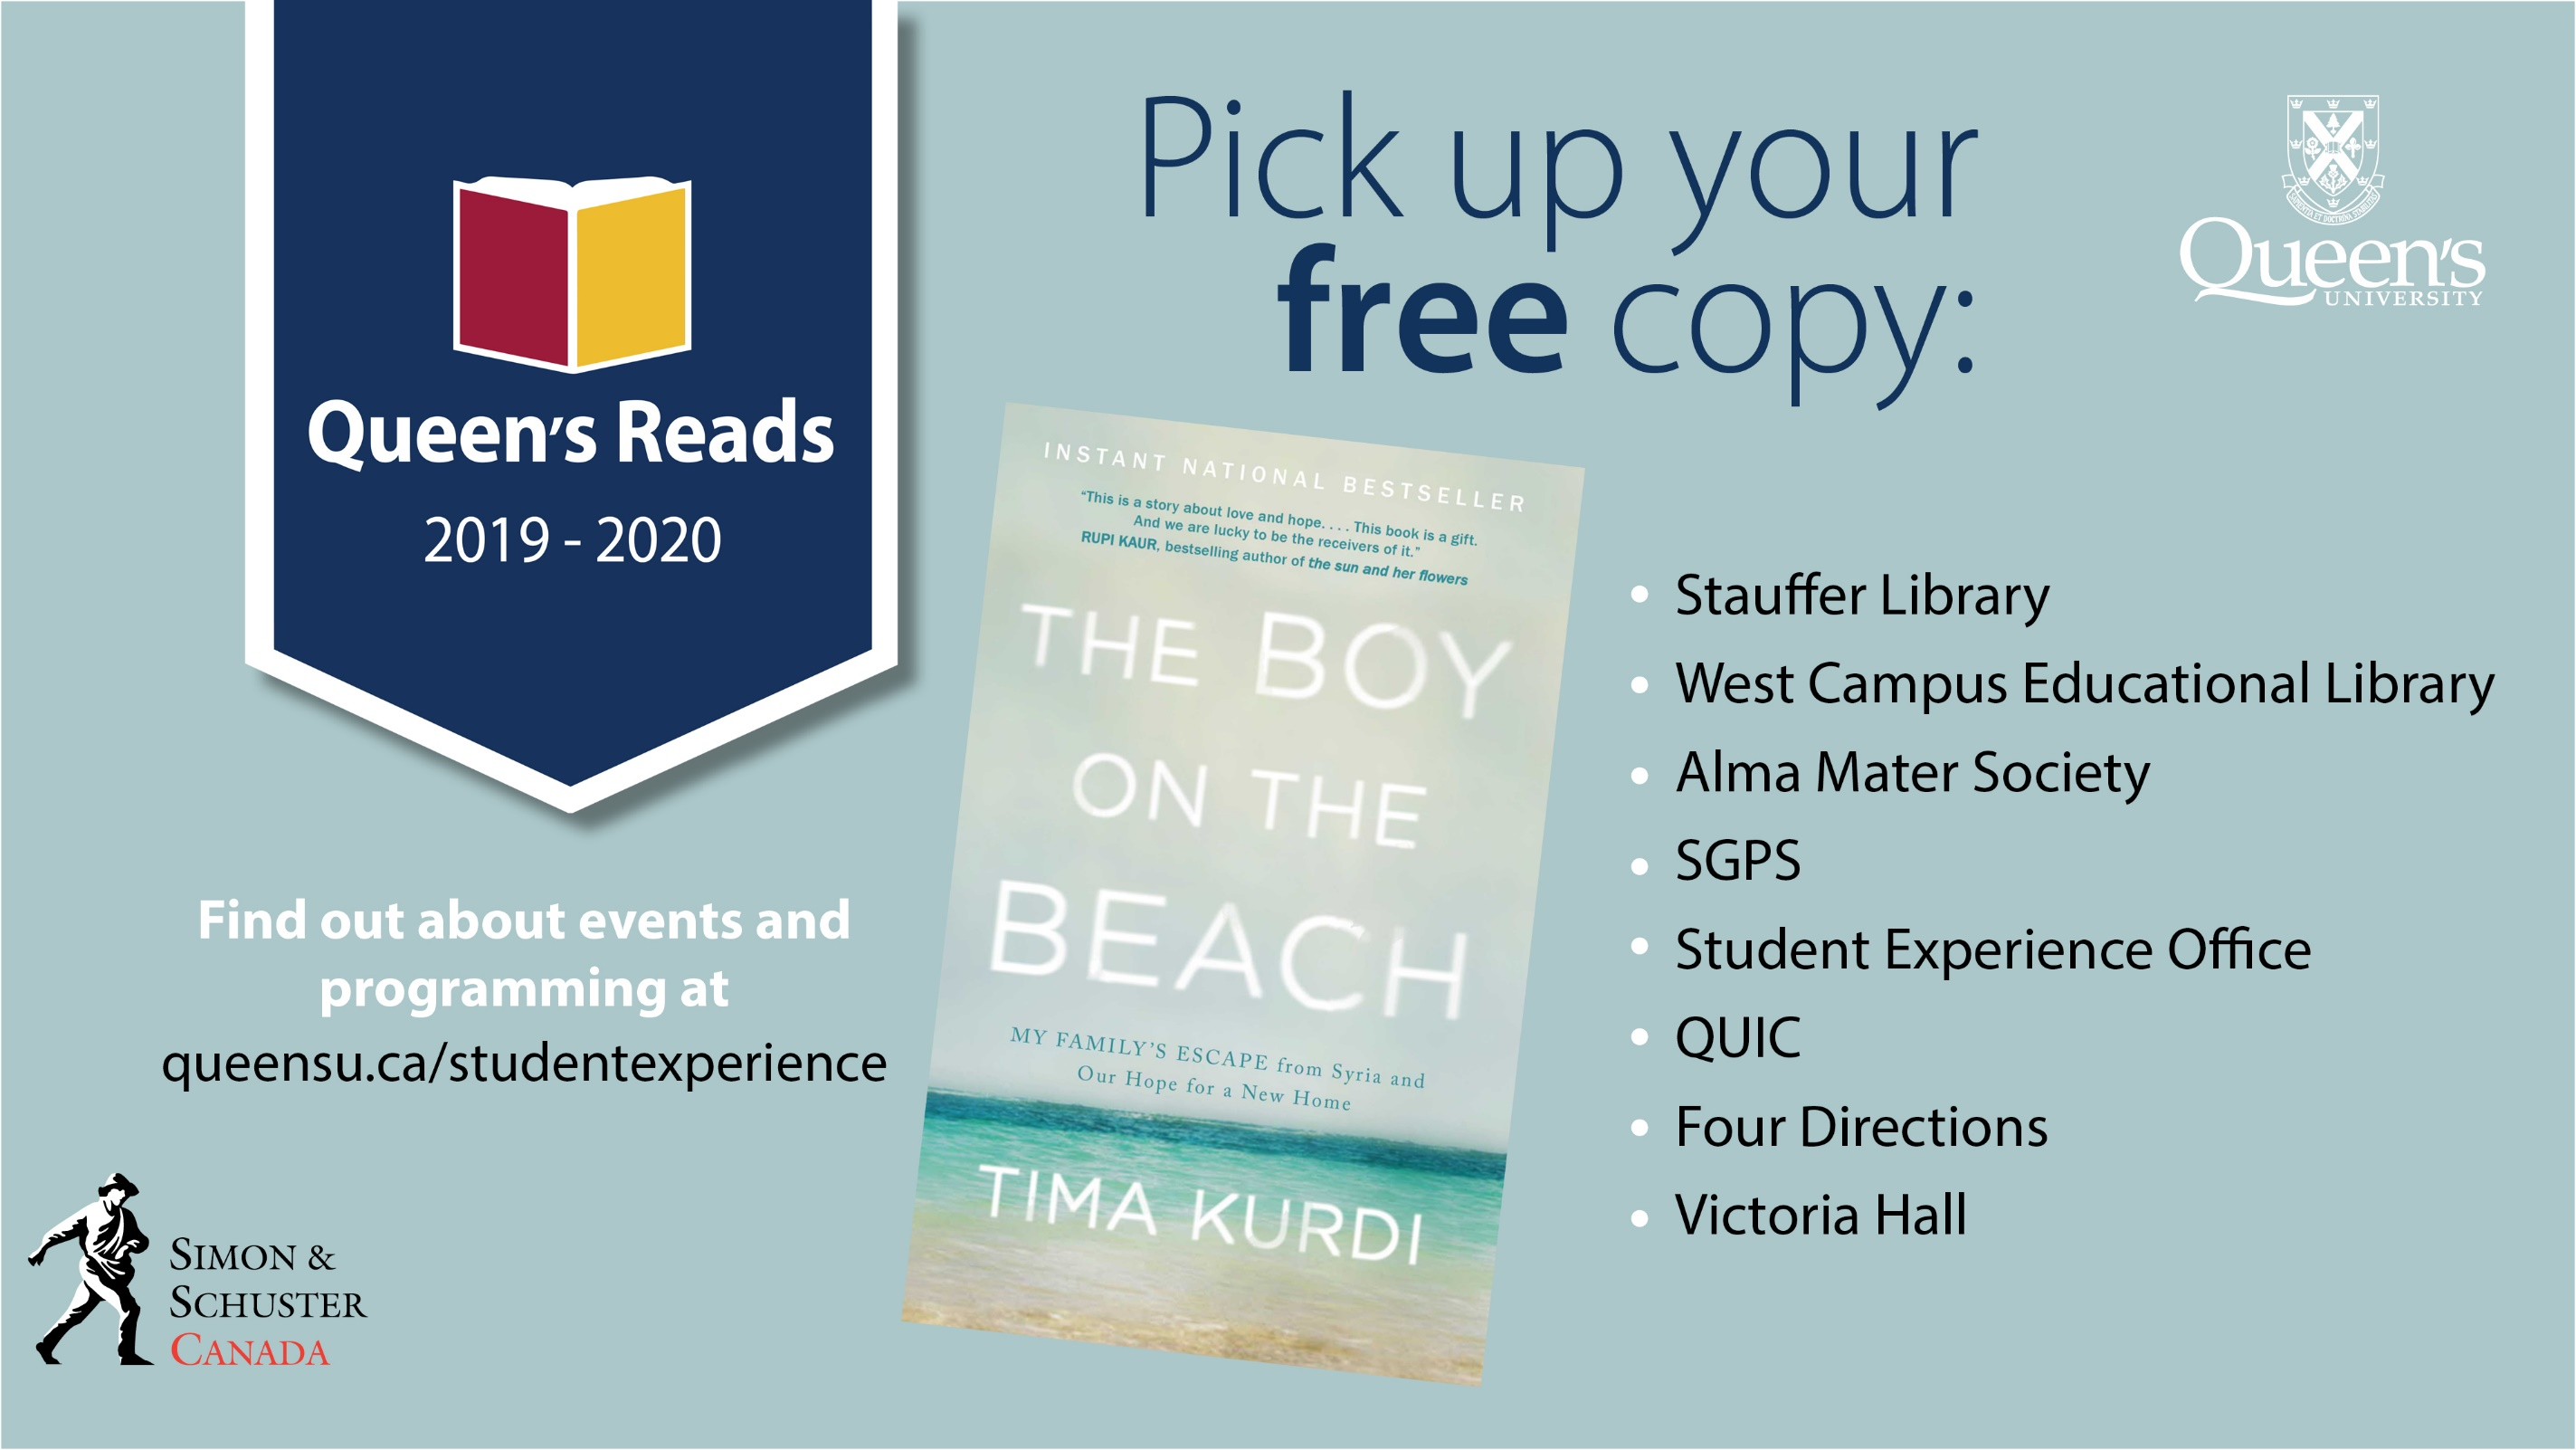 Queen's Reads
2019 - 2020
Find out about events and
programming at
queensu.ca/studentexperience
SIMON &
SCHUSTER
CANADA
Pick up your
free copy:
INSTANT NATIONAL BESTSELLER
“This is a story about love and hope. . . . This book is a gift.
And we are lucky to be the receivers of it.”
RUPI KAUR, bestselling author of the sun and her flowers
THE BOY
ON THE
BEACH
MY FAMILY'S ESCAPE from Syria and
Our Hope for a New Home
TIMA KURDI
Queen's
UNIVERSITY
• Stauffer Library
• West Campus Educational Library
• Alma Mater Society
• SGPS
• Student Experience Office
• QUIC
• Four Directions
• Victoria Hall